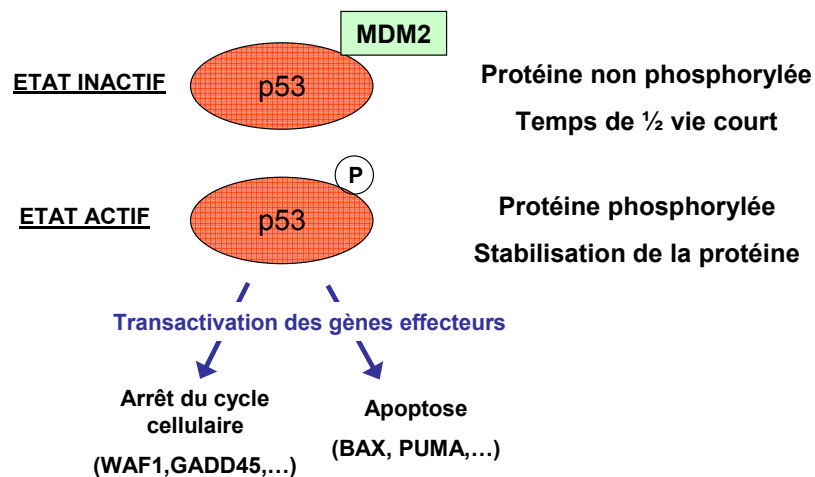 MDM2
ETAT INACTIF
p53
Protéine non phosphorylée
Temps de ½ vie court
P
ETAT ACTIF
p53
Protéine phosphorylée
Stabilisation de la protéine
Transactivation des gènes effecteurs
Arrêt du cycle
cellulaire
(WAF1,GADD45,...)
Apoptose
(BAX, PUMA,...)